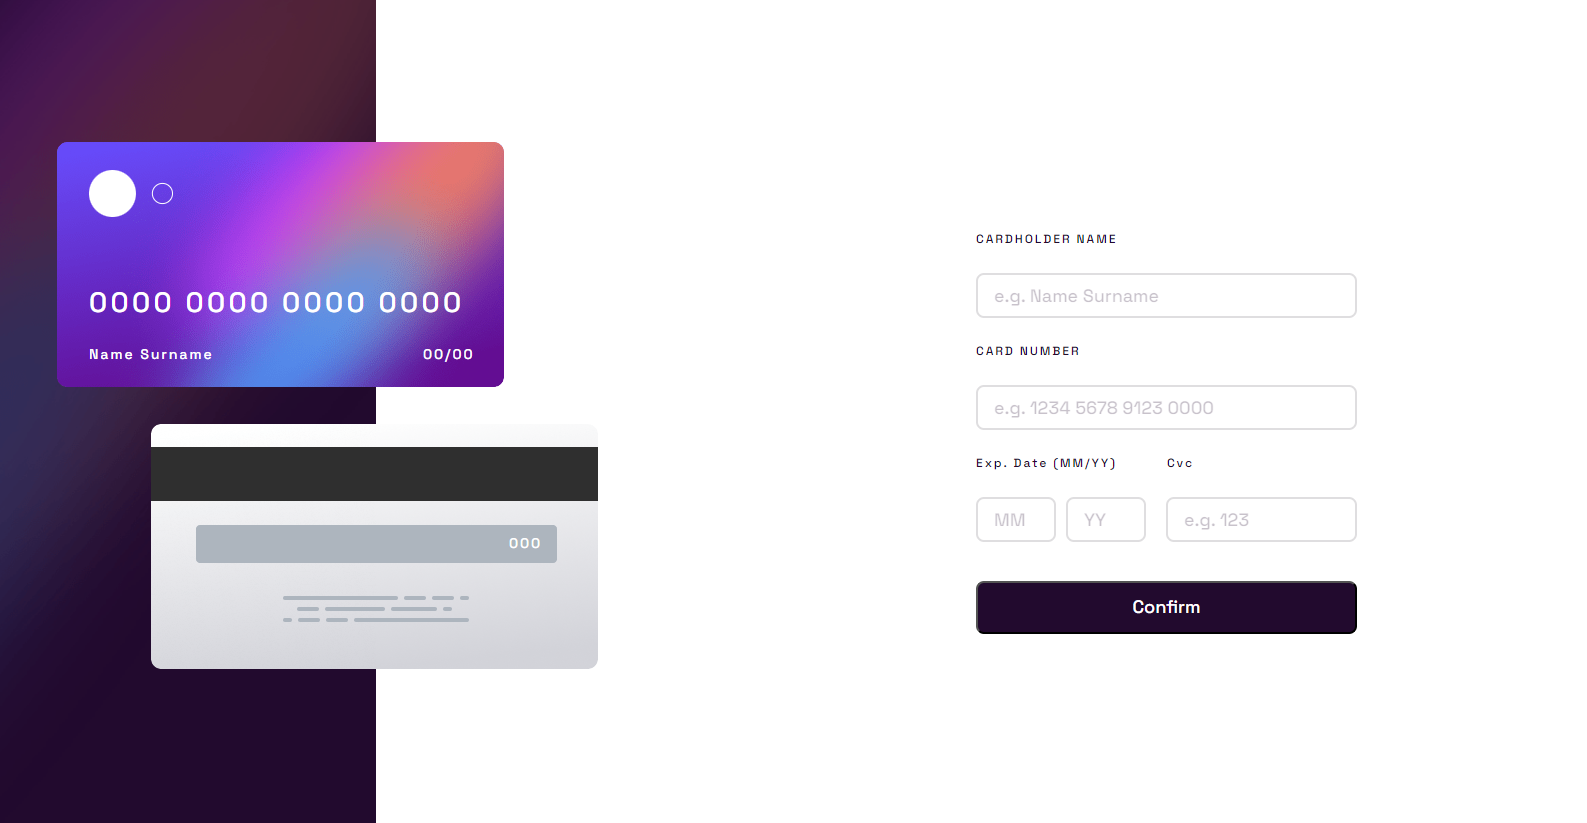 0000 0000 0000 0000
Name Surname 00/00
000
CARDHOLDER NAME
e.g. Name Surname
CARD NUMBER
e.g. 1234 5678 9123 0000
Exp. Date (MM/YY) Cvc
MM YY e.g. 123
Confirm